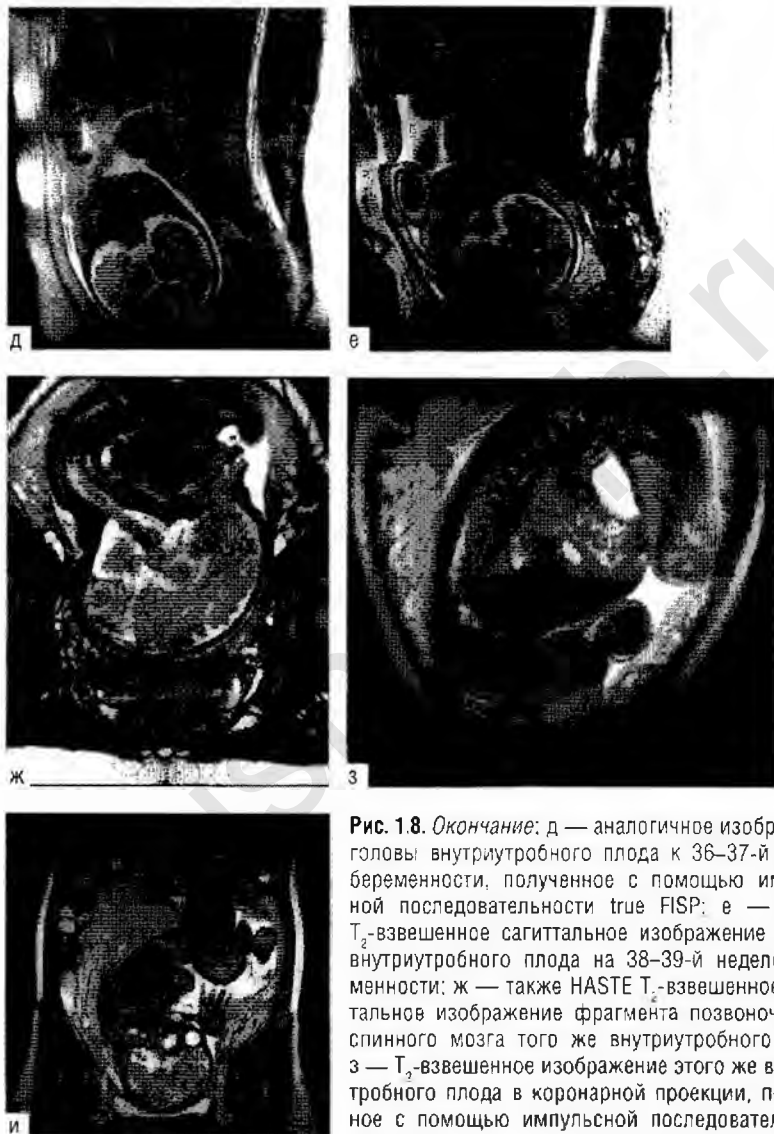 д
е
ж
з
и
Рис. 1.8. Окончание: д — аналогичное изобр
головы внутриутробного плода к 36–37-й
беременности, полученное с помощью им
ной последовательности true FISP; е —
T₂-взвешенное сагиттальное изображение
внутриутробного плода на 38–39-й недел
менности; ж — также HASTE T₂-взвешенное
тальное изображение фрагмента позвоноч
спинного мозга того же внутриутробного
з — T₂-взвешенное изображение этого же в
тробного плода в коронарной проекции, п
ное с помощью импульсной последовател